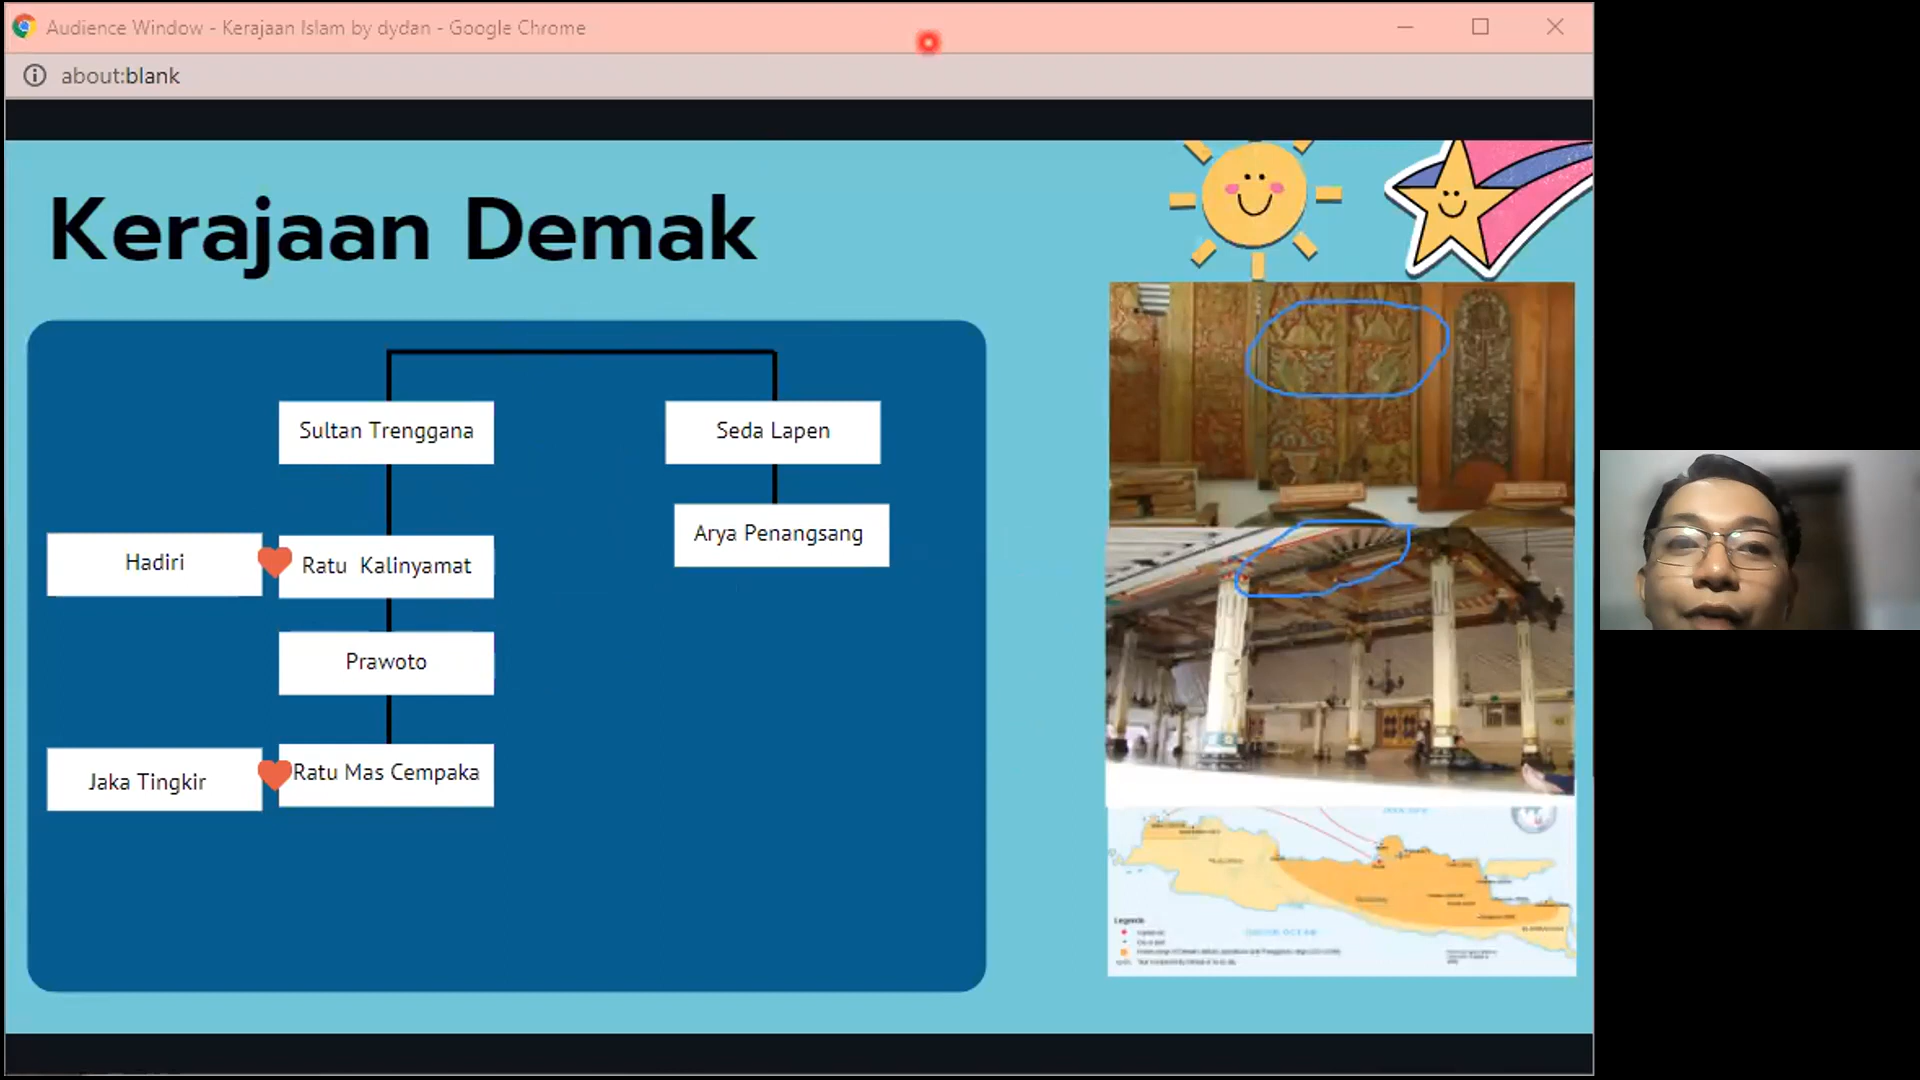 Audience Window - Kerajaan Islam by dydan - Google Chrome
about:blank
Kerajaan Demak
Sultan Trenggana
Seda Lapen
Arya Penangsang
Hadiri
Ratu Kalinyamat
Prawoto
Jaka Tingkir
Ratu Mas Cempaka
Legenda